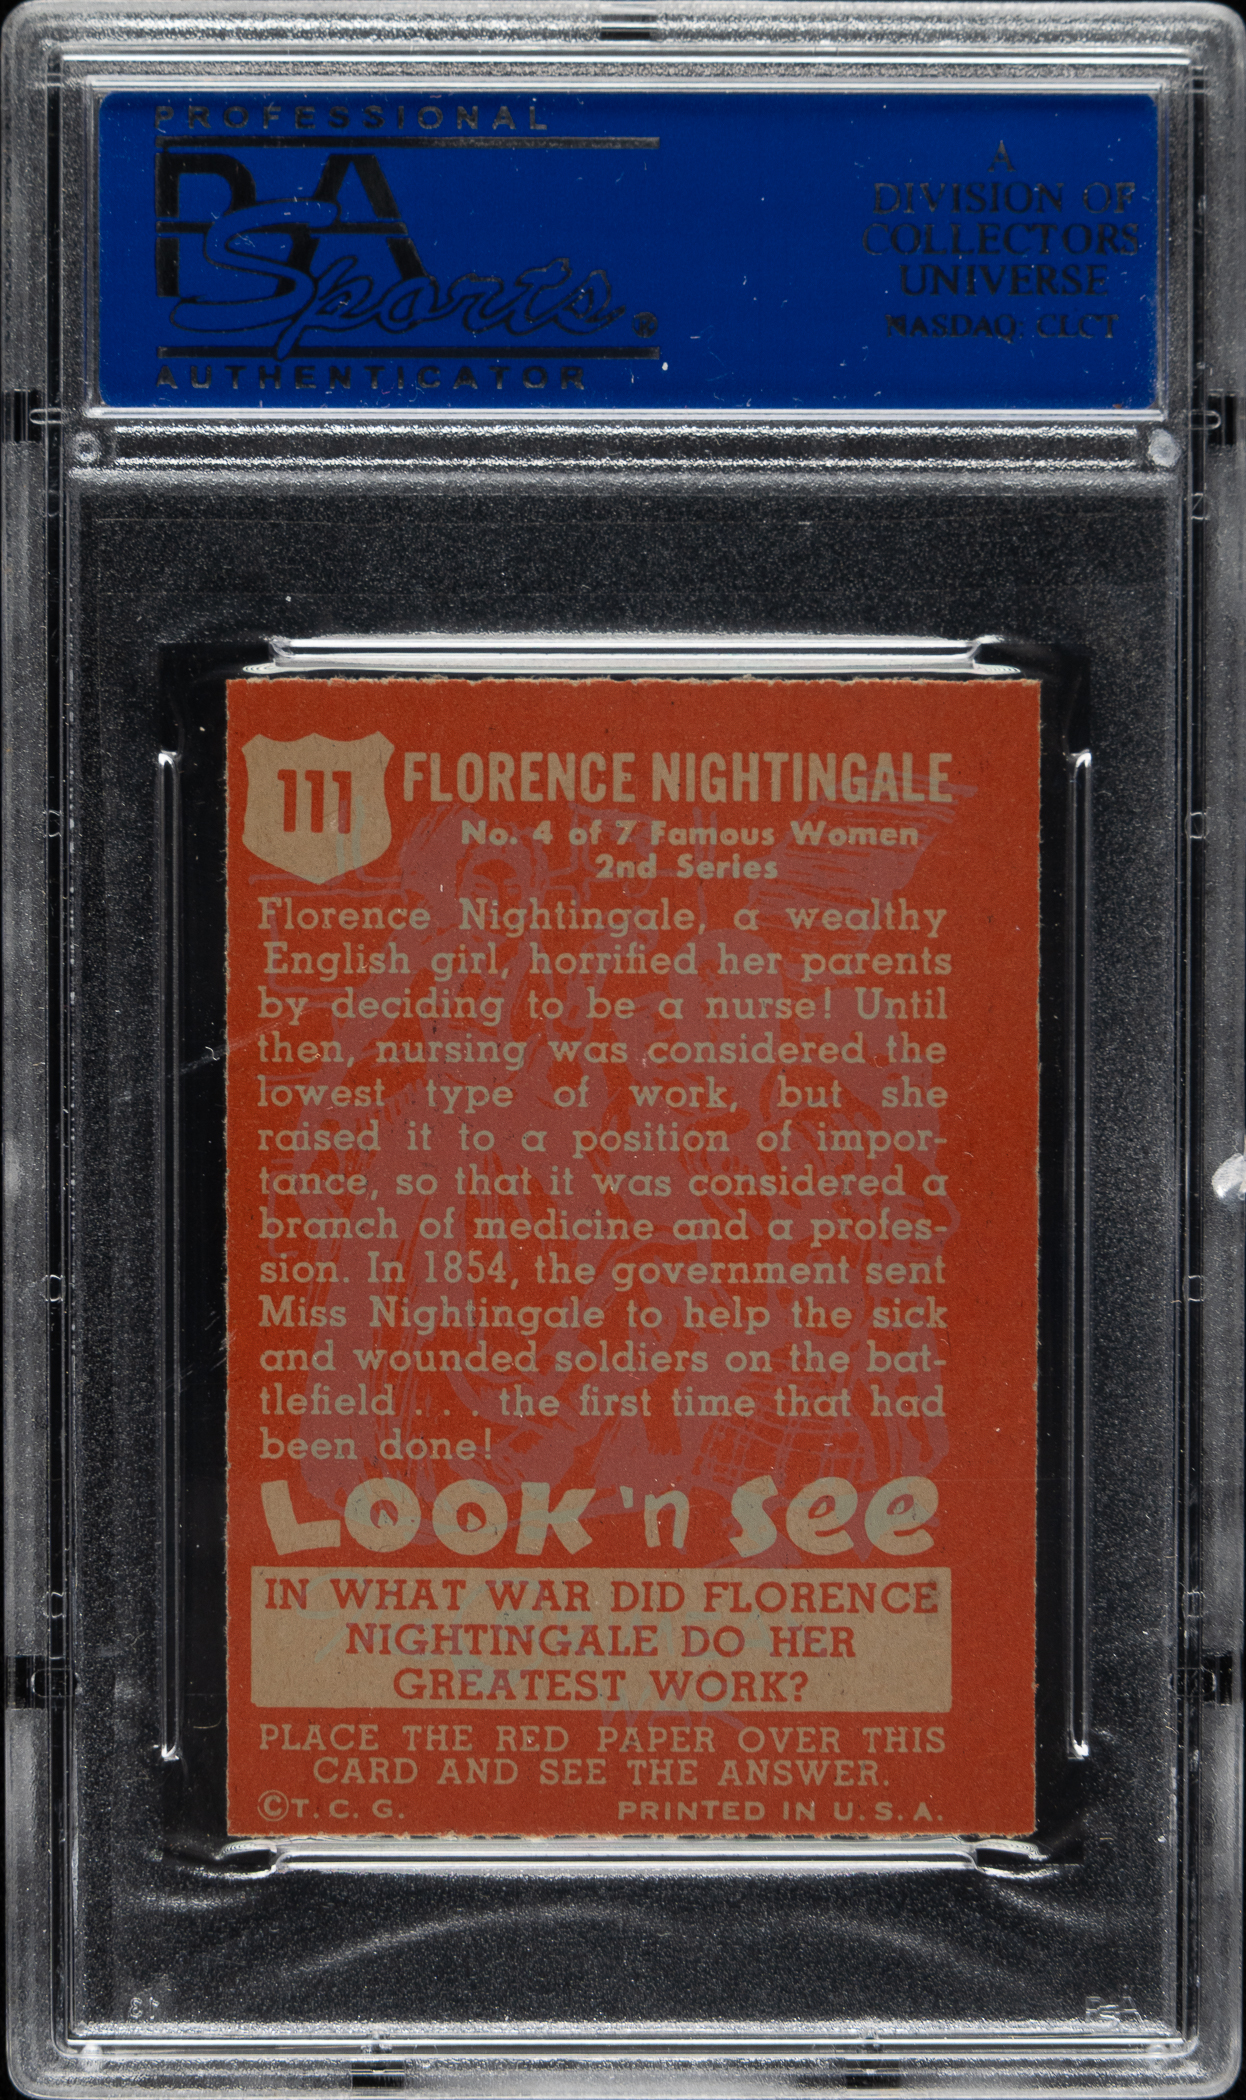 PROFESSIONAL
PSA
Sports®
AUTHENTICATOR
A
DIVISION OF
COLLECTORS
UNIVERSE
NASDAQ: CLCT
111
FLORENCE NIGHTINGALE
No. 4 of 7 Famous Women
2nd Series
Florence Nightingale, a wealthy
English girl, horrified her parents
by deciding to be a nurse! Until
then, nursing was considered the
lowest type of work, but she
raised it to a position of impor-
tance, so that it was considered a
branch of medicine and a profes-
sion. In 1854, the government sent
Miss Nightingale to help the sick
and wounded soldiers on the bat-
tlefield . . . the first time that had
been done!
LOOK 'n SEE
IN WHAT WAR DID FLORENCE
NIGHTINGALE DO HER
GREATEST WORK?
PLACE THE RED PAPER OVER THIS
CARD AND SEE THE ANSWER.
©T. C. G. PRINTED IN U. S. A.
PSA